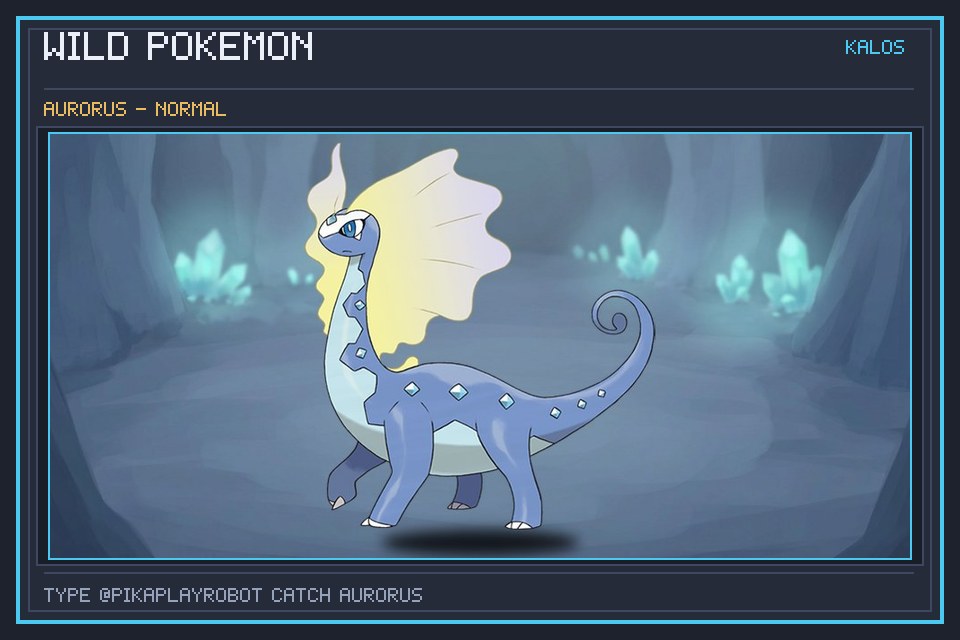 WILD POKEMON
KALOS
AURORUS - NORMAL
TYPE @PIKAPLAYROBOT CATCH AURORUS